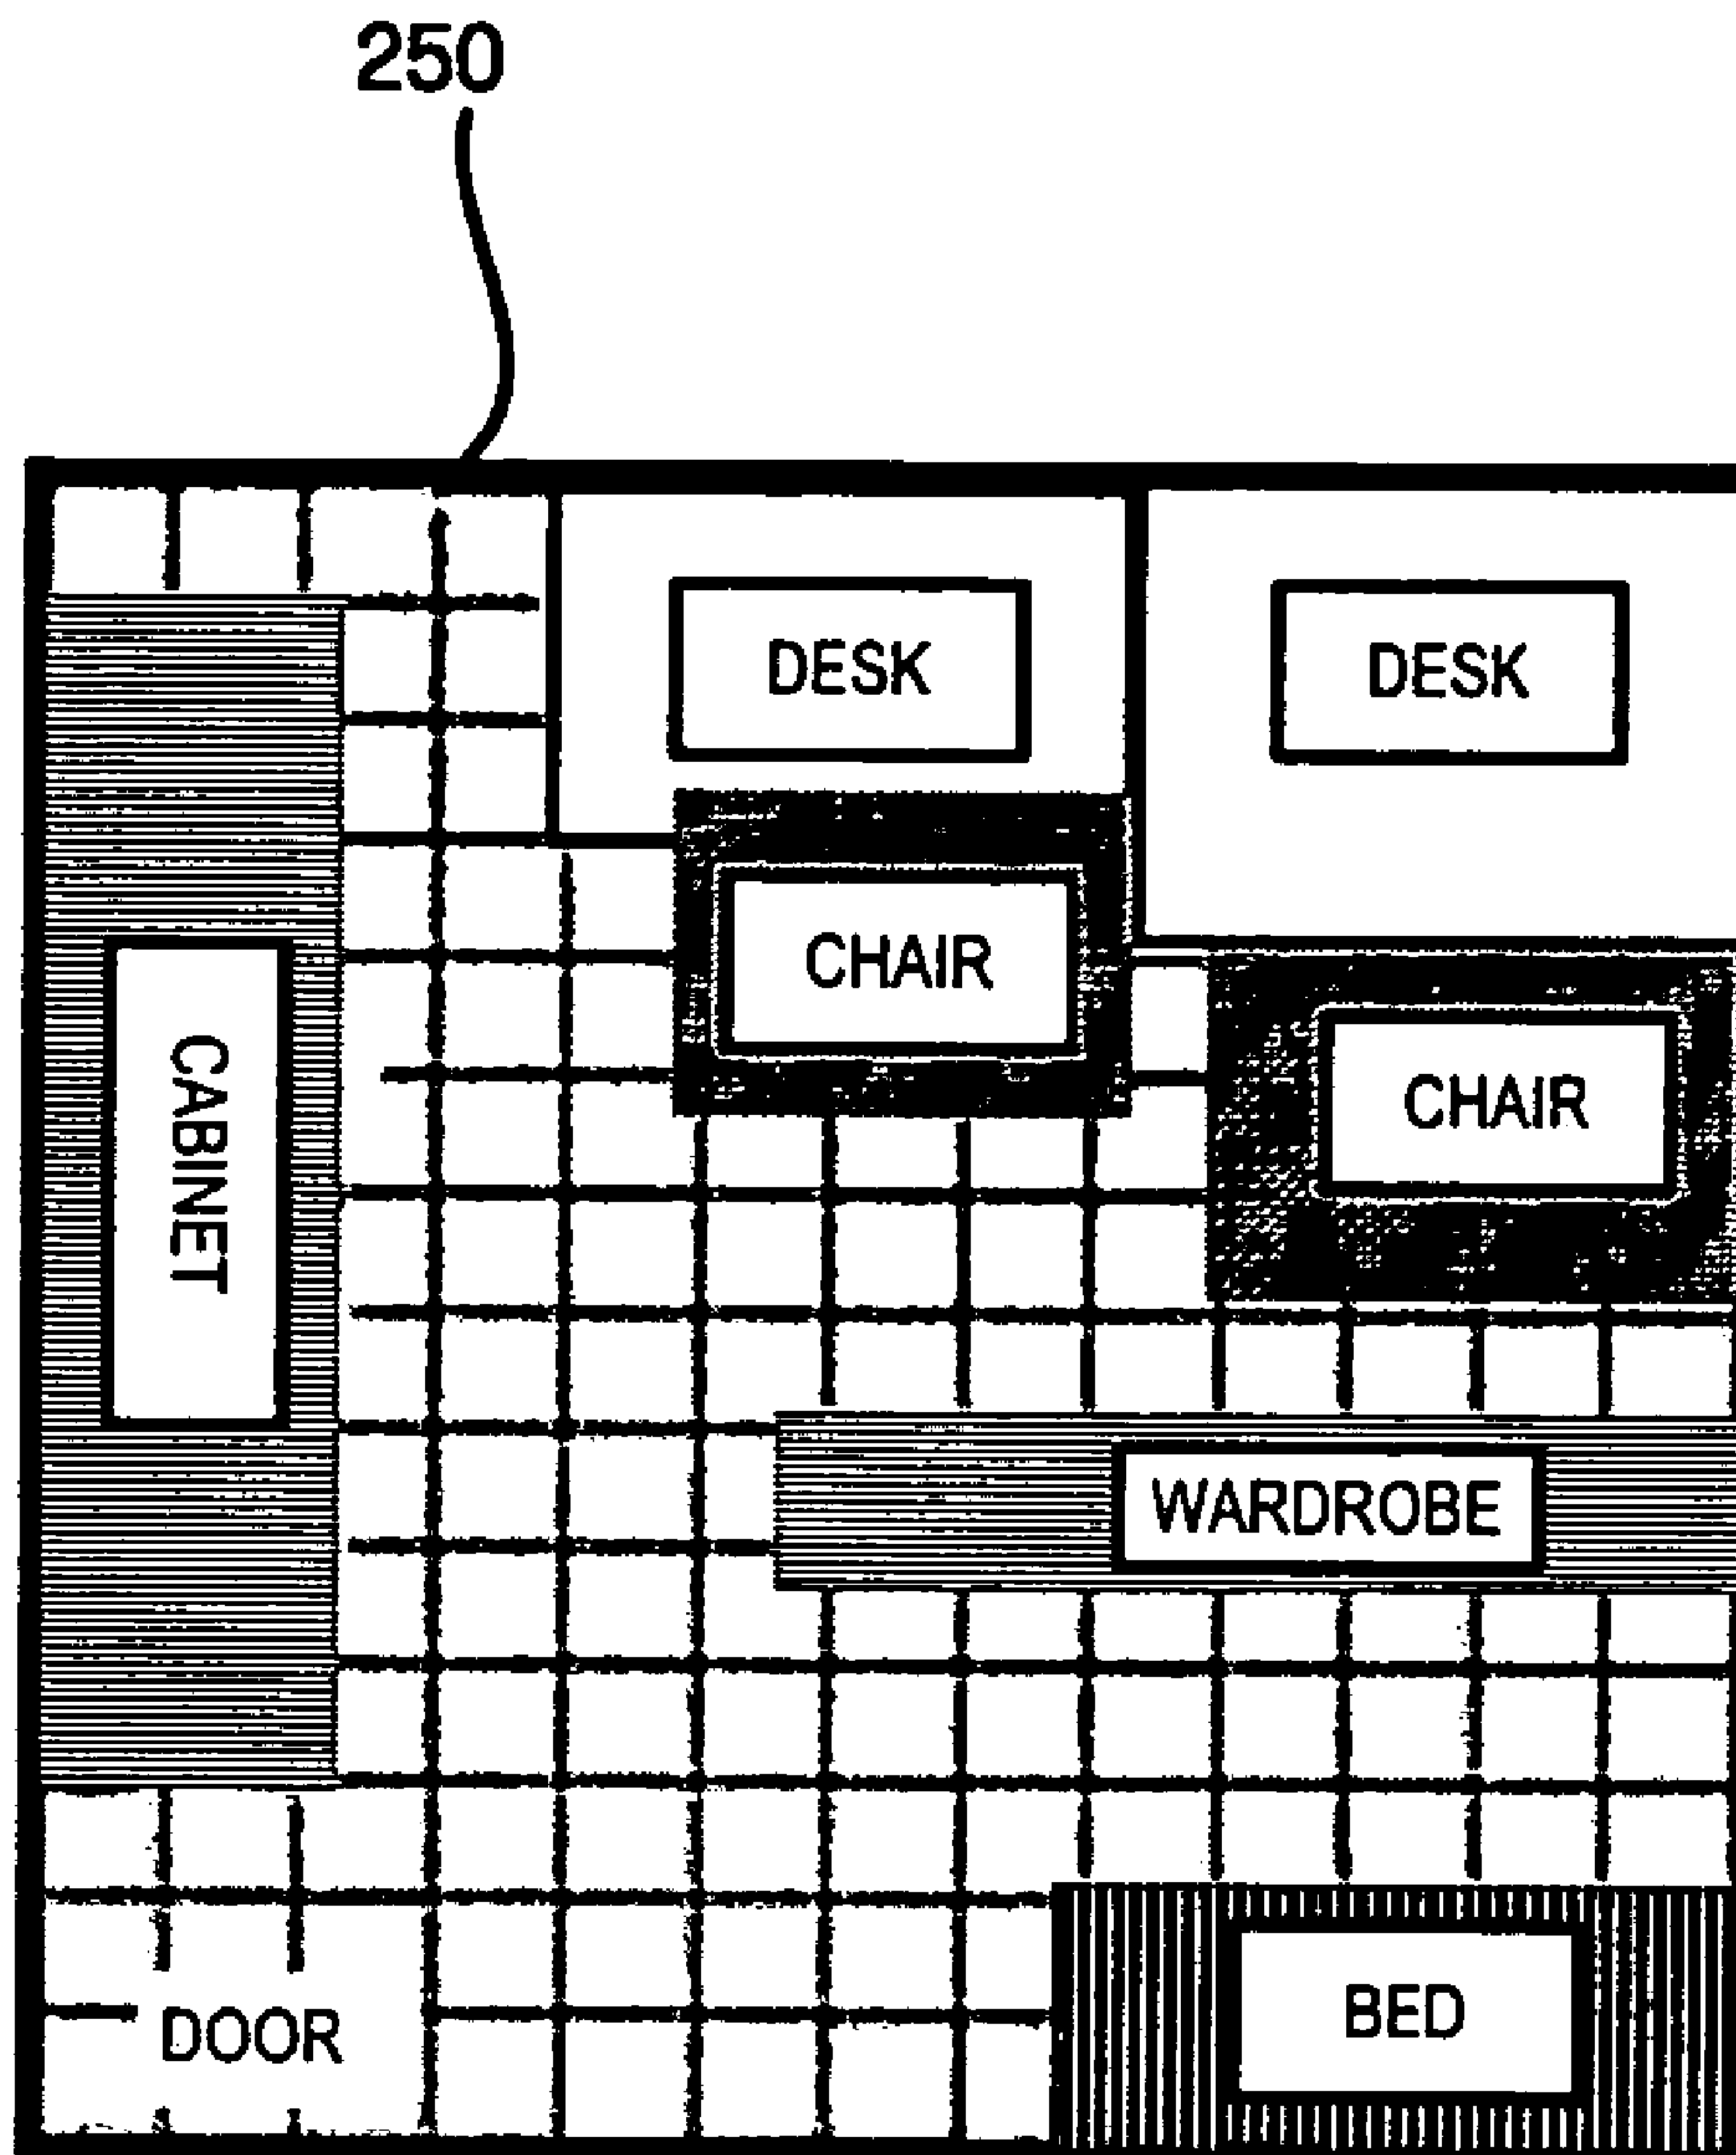 250
DESK
DESK
CHAIR
CHAIR
CABINET
WARDROBE
BED
DOOR